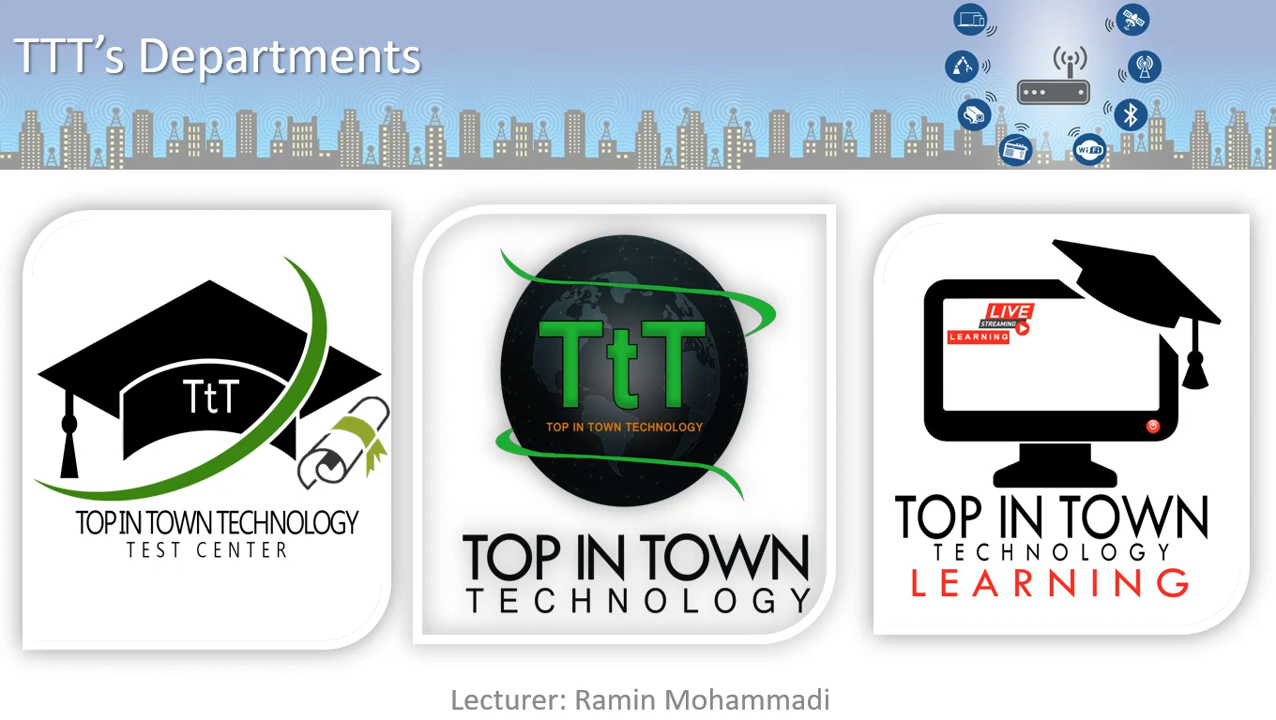 TTT's Departments
WiFi
TtT
TOP IN TOWN TECHNOLOGY
TEST CENTER
TtT
TOP IN TOWN TECHNOLOGY
TOP IN TOWN
TECHNOLOGY
LIVE
STREAMING
LEARNING
TOP IN TOWN
TECHNOLOGY
LEARNING
Lecturer: Ramin Mohammadi